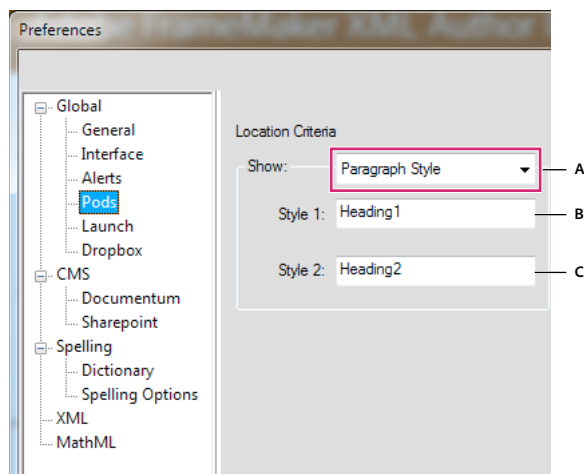 Preferences
Global
General
Interface
Alerts
Pods
Launch
Dropbox
CMS
Documentum
Sharepoint
Spelling
Dictionary
Spelling Options
XML
MathML
Location Criteria
Show: Paragraph Style A
Style 1: Heading1 B
Style 2: Heading2 C